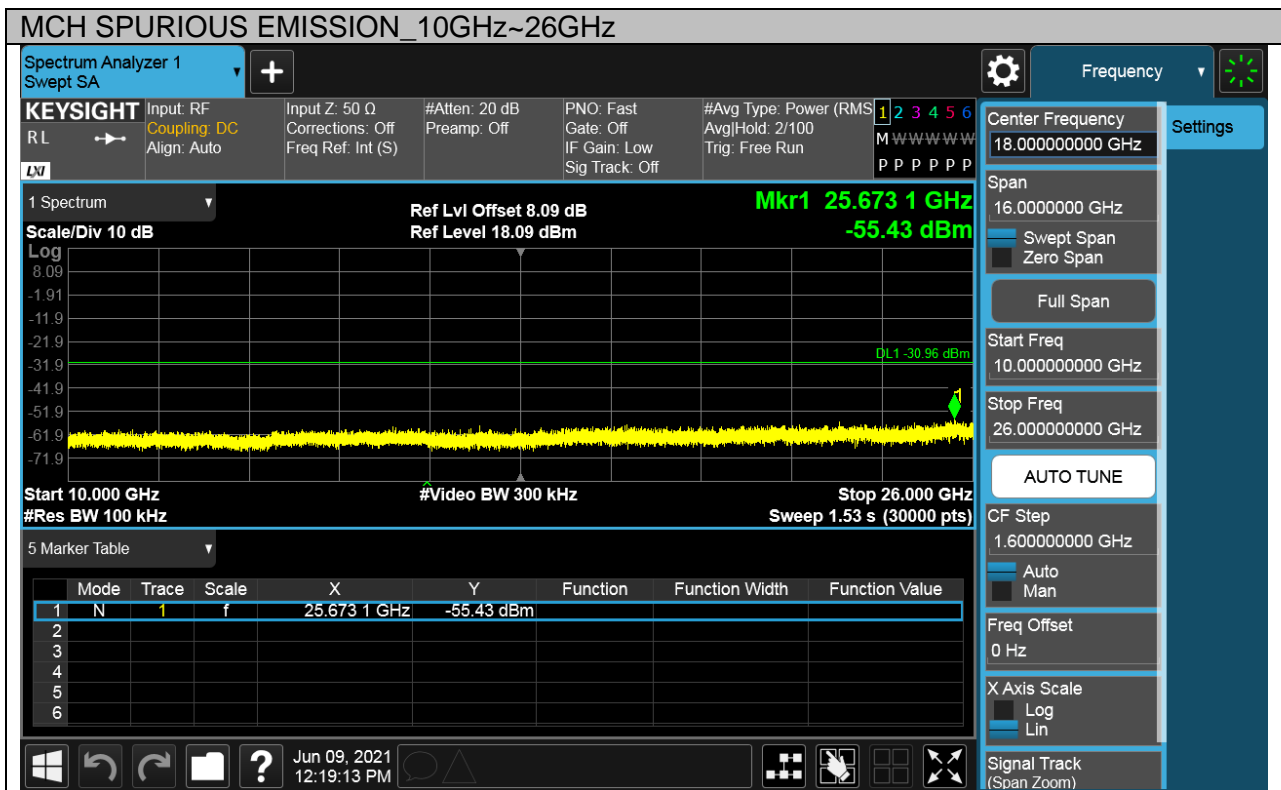 MCH SPURIOUS EMISSION_10GHz~26GHz
Spectrum Analyzer 1
Swept SA
+
Frequency
KEYSIGHT
RL
LXI
Input: RF
Coupling: DC
Align: Auto
Input Z: 50 Ω
Corrections: Off
Freq Ref: Int (S)
#Atten: 20 dB
Preamp: Off
PNO: Fast
Gate: Off
IF Gain: Low
Sig Track: Off
#Avg Type: Power (RMS
Avg|Hold: 2/100
Trig: Free Run
1 2 3 4 5 6
M W W W W W
P P P P P P
1 Spectrum
Scale/Div 10 dB
Ref Lvl Offset 8.09 dB
Ref Level 18.09 dBm
Mkr1 25.673 1 GHz
-55.43 dBm
Log
8.09
-1.91
-11.9
-21.9
-31.9
-41.9
-51.9
-61.9
-71.9
DL1 -30.96 dBm
1
Start 10.000 GHz
#Video BW 300 kHz
Stop 26.000 GHz
#Res BW 100 kHz
Sweep 1.53 s (30000 pts)
5 Marker Table
Mode Trace Scale X Y Function Function Width Function Value
1 N 1 f 25.673 1 GHz -55.43 dBm
2
3
4
5
6
?
Jun 09, 2021
12:19:13 PM
Center Frequency
18.000000000 GHz
Settings
Span
16.0000000 GHz
Swept Span
Zero Span
Full Span
Start Freq
10.000000000 GHz
Stop Freq
26.000000000 GHz
AUTO TUNE
CF Step
1.600000000 GHz
Auto
Man
Freq Offset
0 Hz
X Axis Scale
Log
Lin
Signal Track
(Span Zoom)